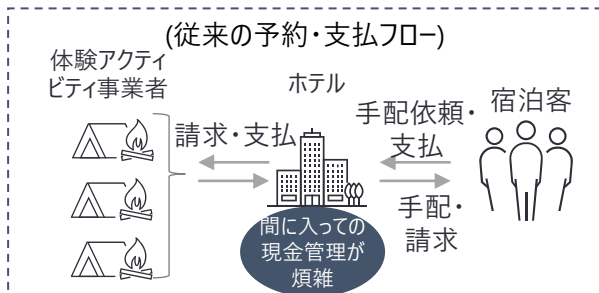 (従来の予約・支払フロー)
体験アクティ
ビティ事業者
ホテル
宿泊客
請求・支払
手配依頼・
支払
手配・
請求
間に入っての
現金管理が
煩雑